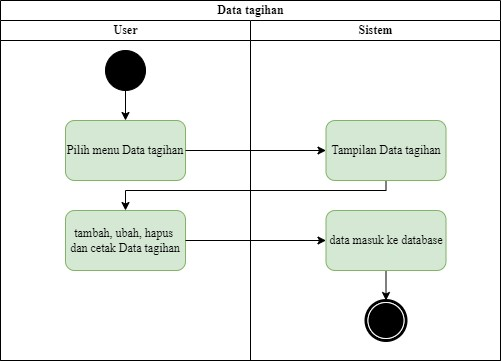 Data tagihan
User
Sistem
Pilih menu Data tagihan
Tampilan Data tagihan
tambah, ubah, hapus
dan cetak Data tagihan
data masuk ke database